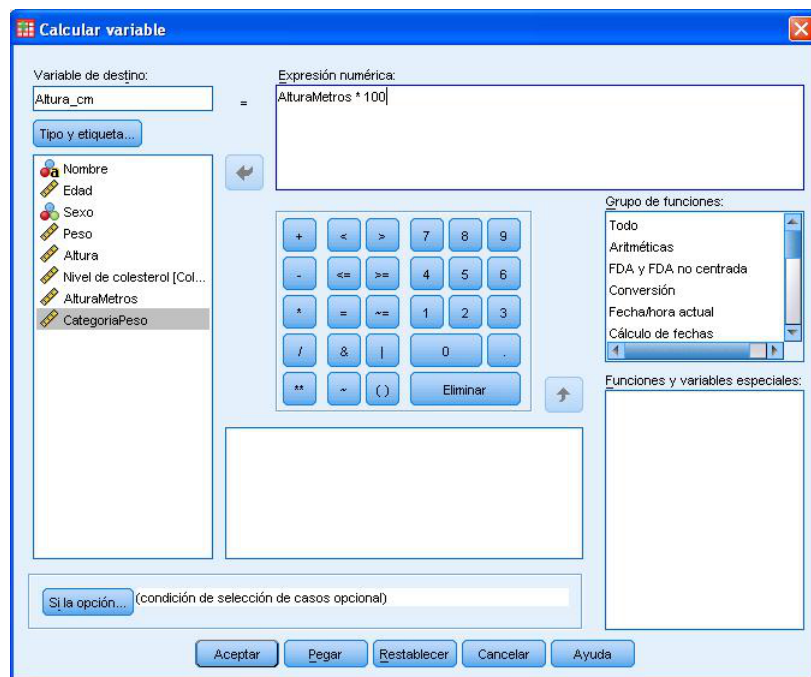 Calcular variable
Variable de destino:
Altura_cm
=
Expresión numérica:
AlturaMetros * 100
Tipo y etiqueta...
Nombre
Edad
Sexo
Peso
Altura
Nivel de colesterol [Col...
AlturaMetros
CategoriaPeso
+ < > 7 8 9
- <= >= 4 5 6
* = ~= 1 2 3
/ & | 0 .
** ~ ( ) Eliminar
Grupo de funciones:
Todo
Aritméticas
FDA y FDA no centrada
Conversión
Fecha/hora actual
Cálculo de fechas
Funciones y variables especiales:
Si la opción... (condición de selección de casos opcional)
Aceptar Pegar Restablecer Cancelar Ayuda